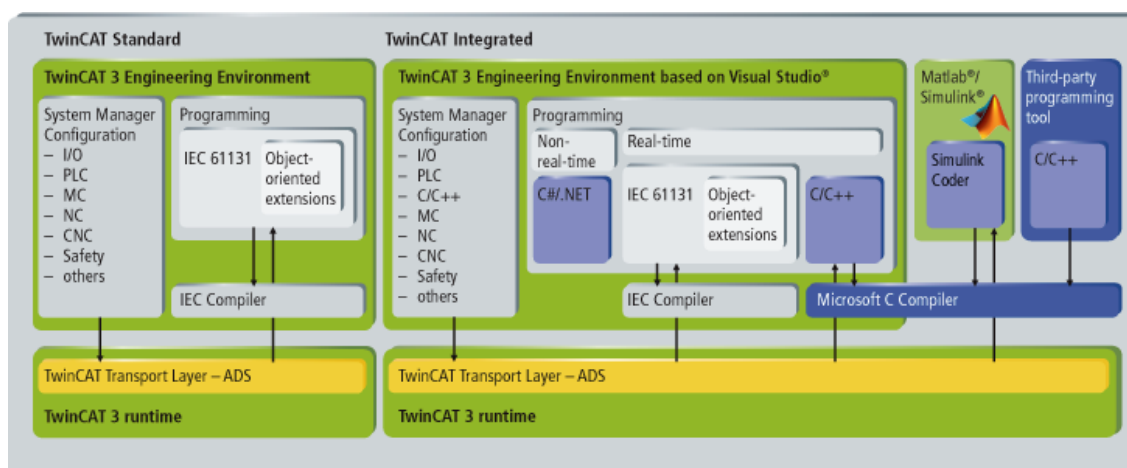 TwinCAT Standard
TwinCAT 3 Engineering Environment
System Manager
Configuration
– I/O
– PLC
– MC
– NC
– CNC
– Safety
– others
Programming
IEC 61131
Object-
oriented
extensions
IEC Compiler
TwinCAT Transport Layer – ADS
TwinCAT 3 runtime
TwinCAT Integrated
TwinCAT 3 Engineering Environment based on Visual Studio®
System Manager
Configuration
– I/O
– PLC
– C/C++
– MC
– NC
– CNC
– Safety
– others
Programming
Non-
real-time
C#/.NET
Real-time
IEC 61131
Object-
oriented
extensions
C/C++
IEC Compiler
Matlab®/
Simulink®
Simulink
Coder
Third-party
programming
tool
C/C++
Microsoft C Compiler
TwinCAT Transport Layer – ADS
TwinCAT 3 runtime